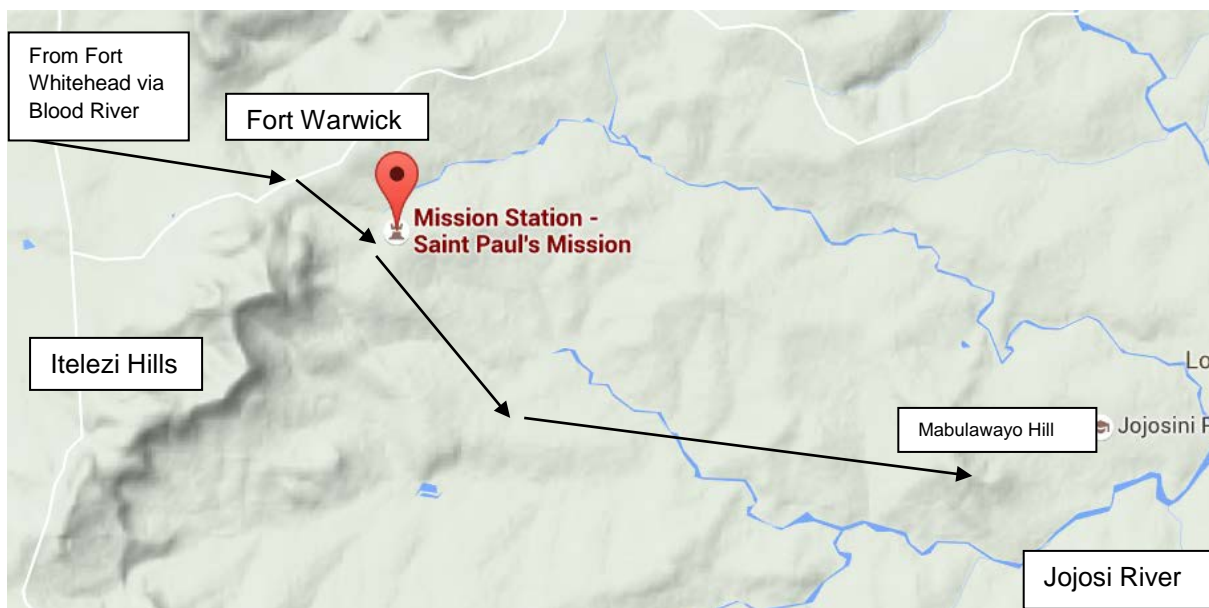 From Fort
Whitehead via
Blood River
Fort Warwick
Mission Station -
Saint Paul's Mission
Itelezi Hills
Lo
Mabulawayo Hill
Jojosini P
Jojosi River